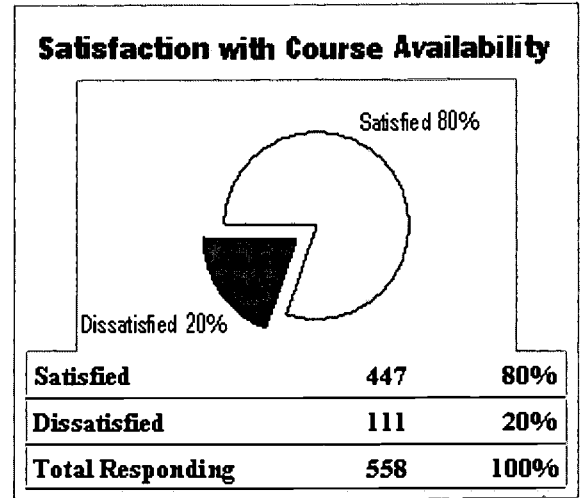 Satisfaction with Course Availability
Satisfied 80%
Dissatisfied 20%
Satisfied 447 80%
Dissatisfied 111 20%
Total Responding 558 100%